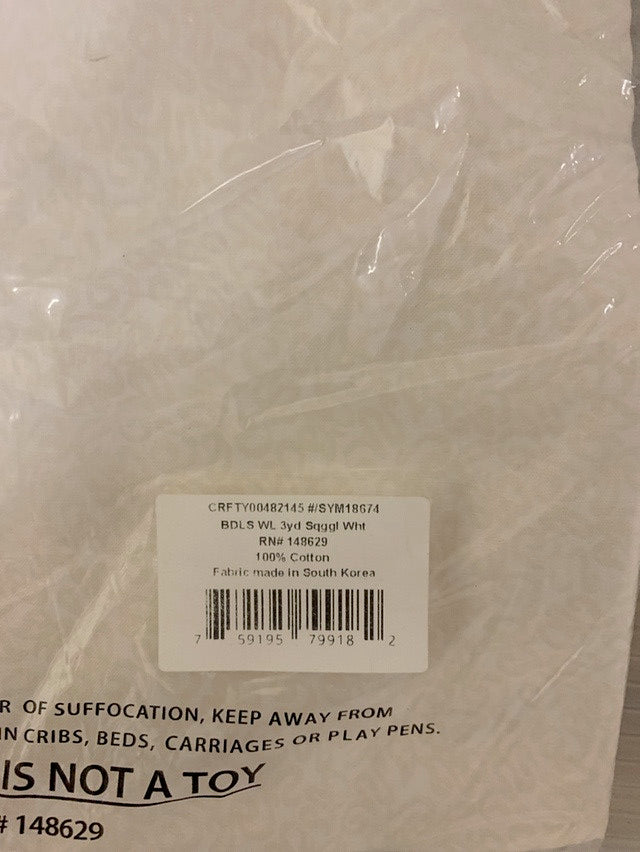 CRFTY00482145 #/SYM18674
BDLS WL 3yd Sqggl Wht
RN# 148629
100% Cotton
Fabric made in South Korea
7 59195 79918 2
R OF SUFFOCATION, KEEP AWAY FROM
IN CRIBS, BEDS, CARRIAGES OR PLAY PENS.
IS NOT A TOY
# 148629